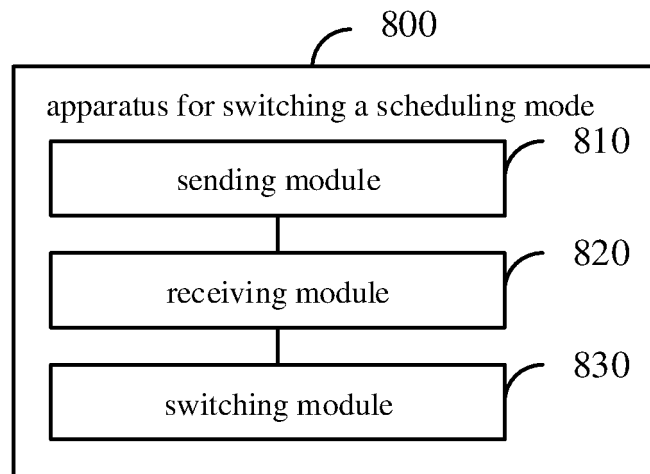 800
apparatus for switching a scheduling mode
810
sending module
820
receiving module
830
switching module